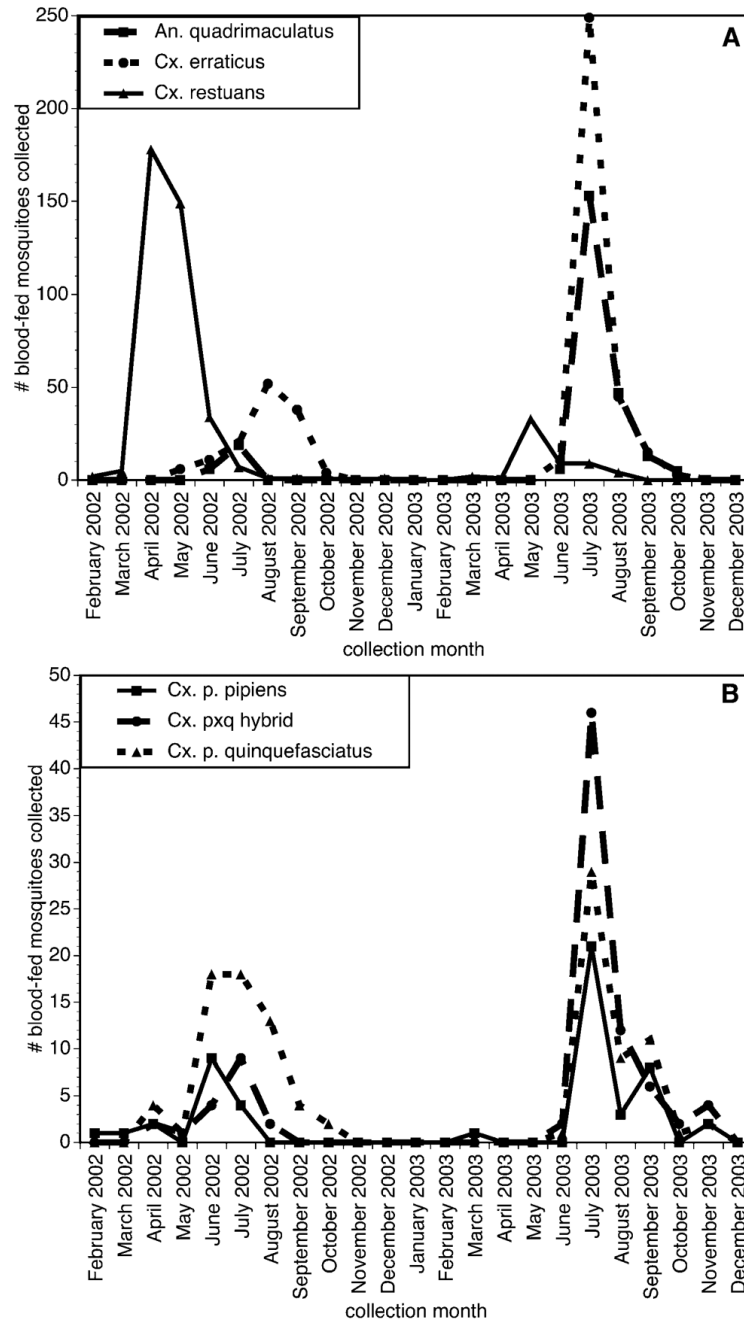 A
An. quadrimaculatus
Cx. erraticus
Cx. restuans
# blood-fed mosquitoes collected
250
200
150
100
50
0
February 2002
March 2002
April 2002
May 2002
June 2002
July 2002
August 2002
September 2002
October 2002
November 2002
December 2002
January 2003
February 2003
March 2003
April 2003
May 2003
June 2003
July 2003
August 2003
September 2003
October 2003
November 2003
December 2003
collection month
B
Cx. p. pipiens
Cx. pxq hybrid
Cx. p. quinquefasciatus
# blood-fed mosquitoes collected
50
45
40
35
30
25
20
15
10
5
0
February 2002
March 2002
April 2002
May 2002
June 2002
July 2002
August 2002
September 2002
October 2002
November 2002
December 2002
January 2003
February 2003
March 2003
April 2003
May 2003
June 2003
July 2003
August 2003
September 2003
October 2003
November 2003
December 2003
collection month